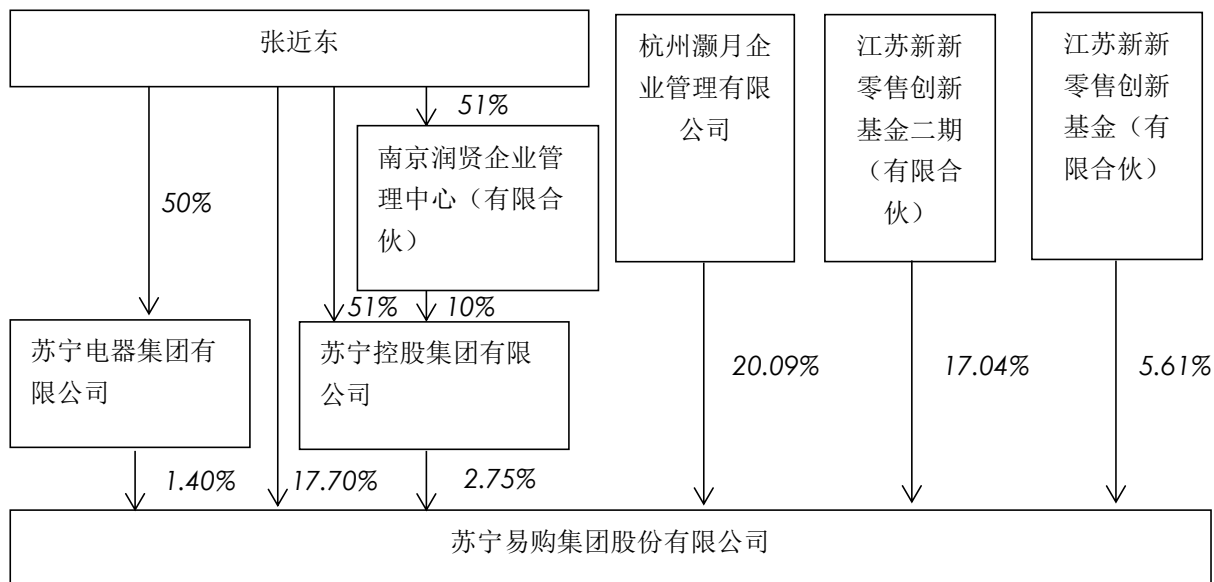 张近东
杭州灏月企
业管理有限
公司
江苏新新
零售创新
基金二期
（有限合
伙）
江苏新新
零售创新
基金（有
限合伙）
51%
南京润贤企业管
理中心（有限合
伙）
50%
51%
10%
苏宁电器集团有
限公司
苏宁控股集团有限
公司
20.09%
17.04%
5.61%
1.40%
17.70%
2.75%
苏宁易购集团股份有限公司